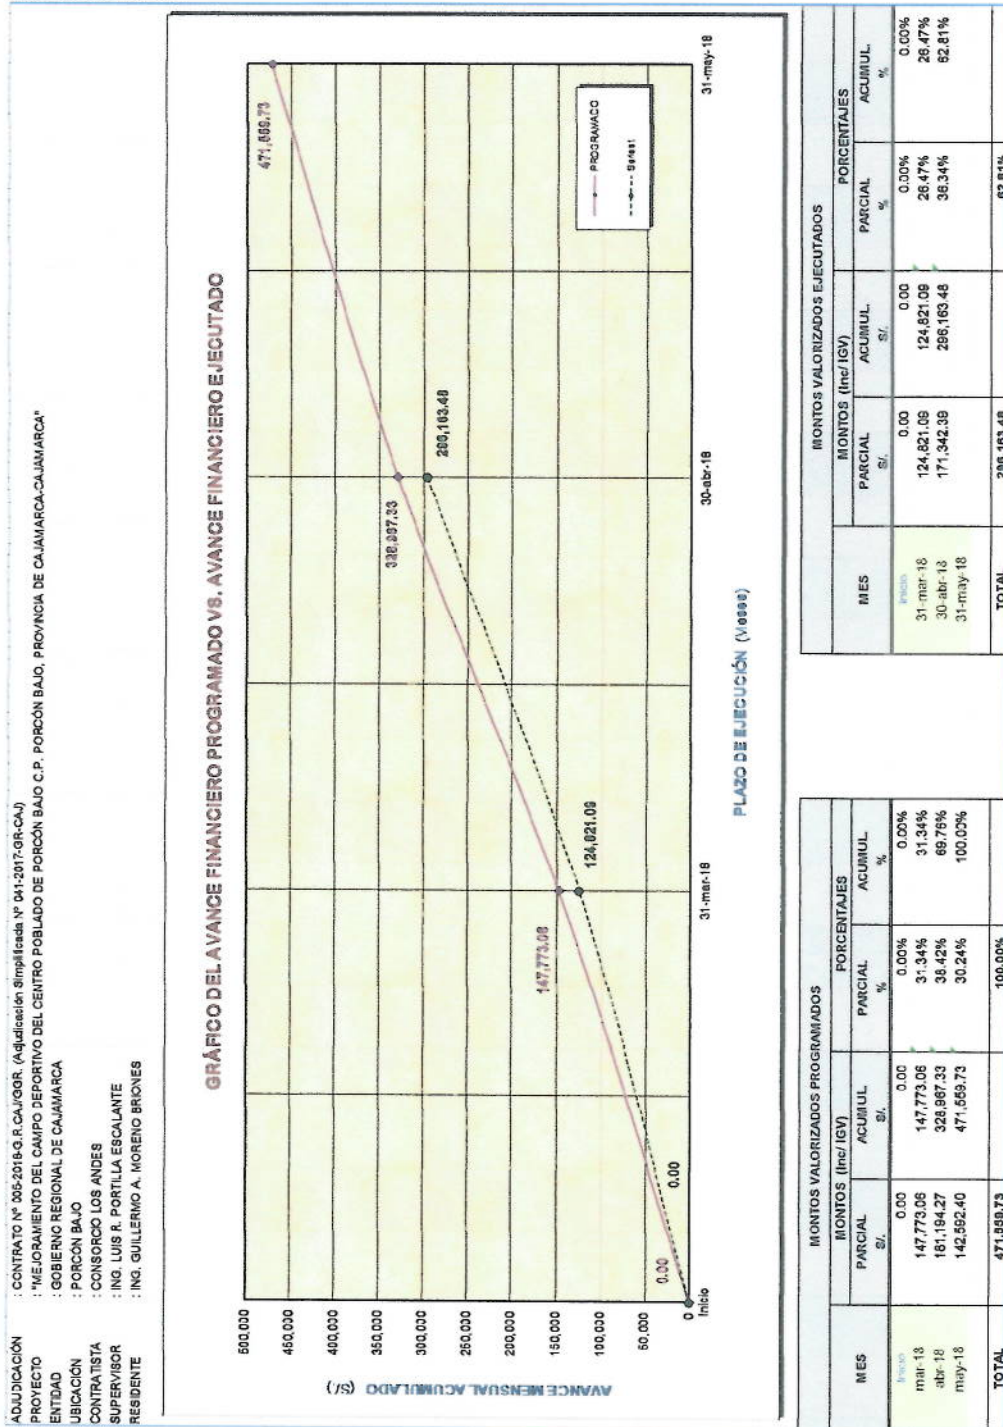 ADJUDICACIÓN : CONTRATO Nº 005-2018-G.R.CAJ/GGR. (Adjudicación Simplificada Nº 041-2017-GR-CAJ)
PROYECTO : "MEJORAMIENTO DEL CAMPO DEPORTIVO DEL CENTRO POBLADO DE PORCÓN BAJO C.P. PORCÓN BAJO, PROVINCIA DE CAJAMARCA-CAJAMARCA"
ENTIDAD : GOBIERNO REGIONAL DE CAJAMARCA
UBICACIÓN : PORCÓN BAJO
CONTRATISTA : CONSORCIO LOS ANDES
SUPERVISOR : ING. LUIS R. PORTILLA ESCALANTE
RESIDENTE : ING. GUILLERMO A. MORENO BRIONES
GRÁFICO DEL AVANCE FINANCIERO PROGRAMADO VS. AVANCE FINANCIERO EJECUTADO
AVANCE MENSUAL ACUMULADO (S/.)
500,000
450,000
400,000
350,000
300,000
250,000
200,000
150,000
100,000
50,000
0
471,559.73
328,967.33
296,163.48
147,773.06
124,821.09
0.00
0.00
PROGRAMADO
Series1
Inicio 31-mar-18 30-abr-18 31-may-18
PLAZO DE EJECUCIÓN (Meses)
MONTOS VALORIZADOS PROGRAMADOS
MES MONTOS (Inc/ IGV) PORCENTAJES
PARCIAL ACUMUL. PARCIAL ACUMUL.
S/. S/. % %
Inicio 0.00 0.00 0.00% 0.00%
mar-18 147,773.06 147,773.06 31.34% 31.34%
abr-18 181,194.27 328,967.33 38.42% 69.76%
may-18 142,592.40 471,559.73 30.24% 100.00%
TOTAL 471,559.73 100.00%
MONTOS VALORIZADOS EJECUTADOS
MES MONTOS (Inc/ IGV) PORCENTAJES
PARCIAL ACUMUL. PARCIAL ACUMUL.
S/. S/. % %
Inicio 0.00 0.00 0.00% 0.00%
31-mar-18 124,821.09 124,821.09 26.47% 26.47%
30-abr-18 171,342.39 296,163.48 36.34% 62.81%
31-may-18
TOTAL 296,163.48 62.81%